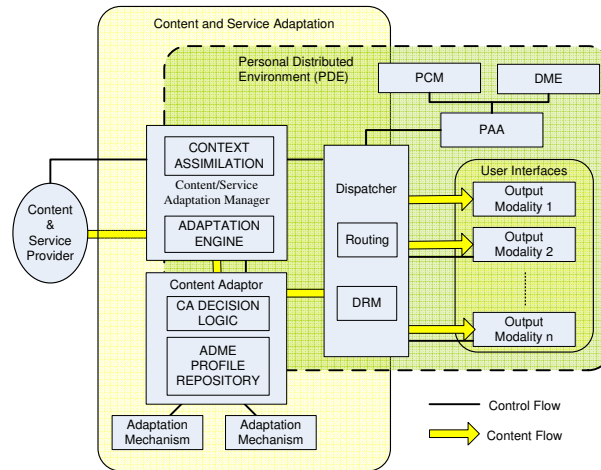 Content and Service Adaptation
Personal Distributed
Environment (PDE)
PCM
DME
PAA
CONTEXT
ASSIMILATION
Content/Service
Adaptation Manager
ADAPTATION
ENGINE
Dispatcher
Routing
DRM
User Interfaces
Output
Modality 1
Output
Modality 2
Output
Modality n
Content
&
Service
Provider
Content Adaptor
CA DECISION
LOGIC
ADME
PROFILE
REPOSITORY
Adaptation
Mechanism
Adaptation
Mechanism
Control Flow
Content Flow